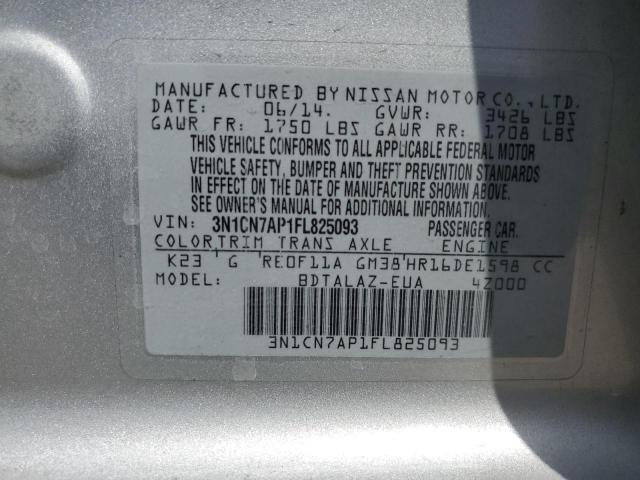 MANUFACTURED BY NISSAN MOTOR CO., LTD.
DATE: 06/14. GVWR: 3426 LBS
GAWR FR: 1750 LBS GAWR RR: 1708 LBS
THIS VEHICLE CONFORMS TO ALL APPLICABLE FEDERAL MOTOR
VEHICLE SAFETY, BUMPER AND THEFT PREVENTION STANDARDS
IN EFFECT ON THE DATE OF MANUFACTURE SHOWN ABOVE.
SEE OWNER'S MANUAL FOR ADDITIONAL INFORMATION.
VIN: 3N1CN7AP1FL825093 PASSENGER CAR.
COLOR TRIM TRANS AXLE ENGINE
K23 G RE0F11A GM38 HR16DE1598 CC
MODEL: BDTALAZ-EUA 4Z000
3N1CN7AP1FL825093